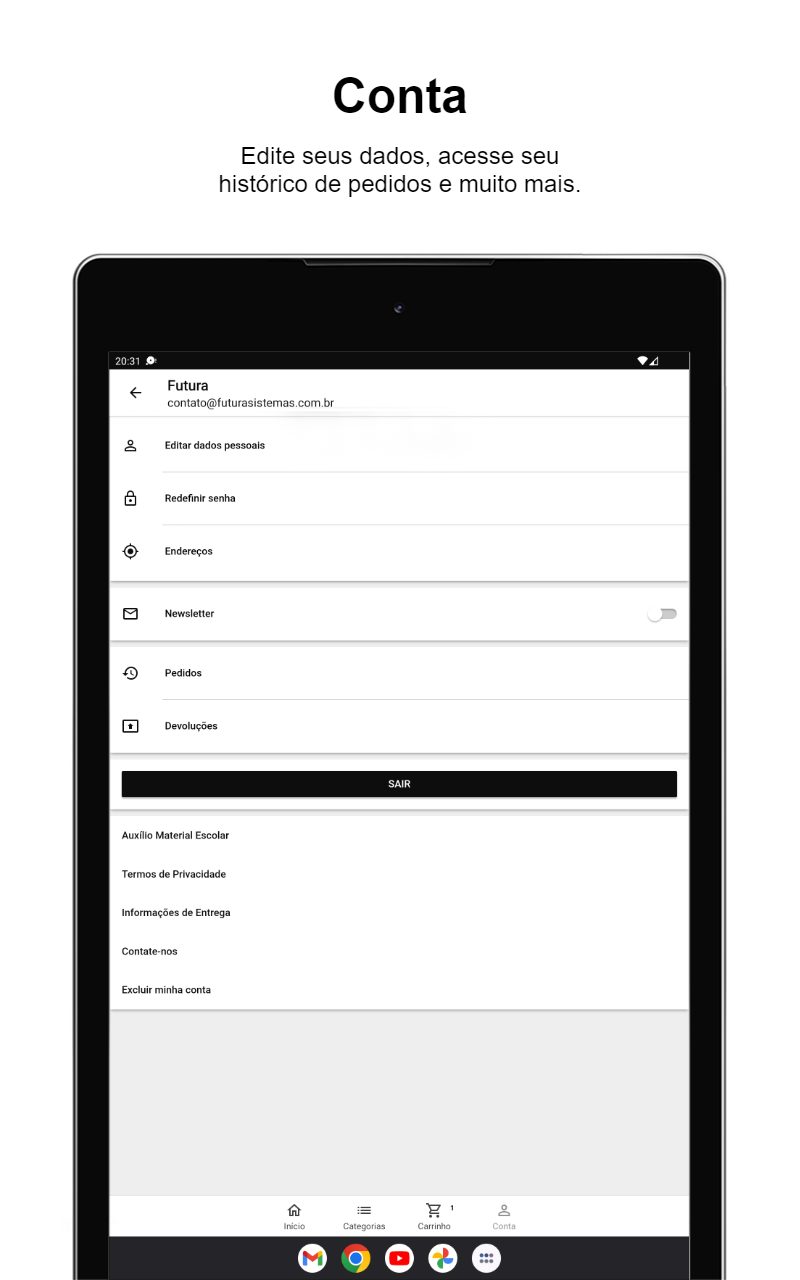 Conta
Edite seus dados, acesse seu
histórico de pedidos e muito mais.
20:31
Futura
contato@futurasistemas.com.br
Editar dados pessoais
Redefinir senha
Endereços
Newsletter
Pedidos
Devoluções
SAIR
Auxílio Material Escolar
Termos de Privacidade
Informações de Entrega
Contate-nos
Excluir minha conta
1
Início Categorias Carrinho Conta